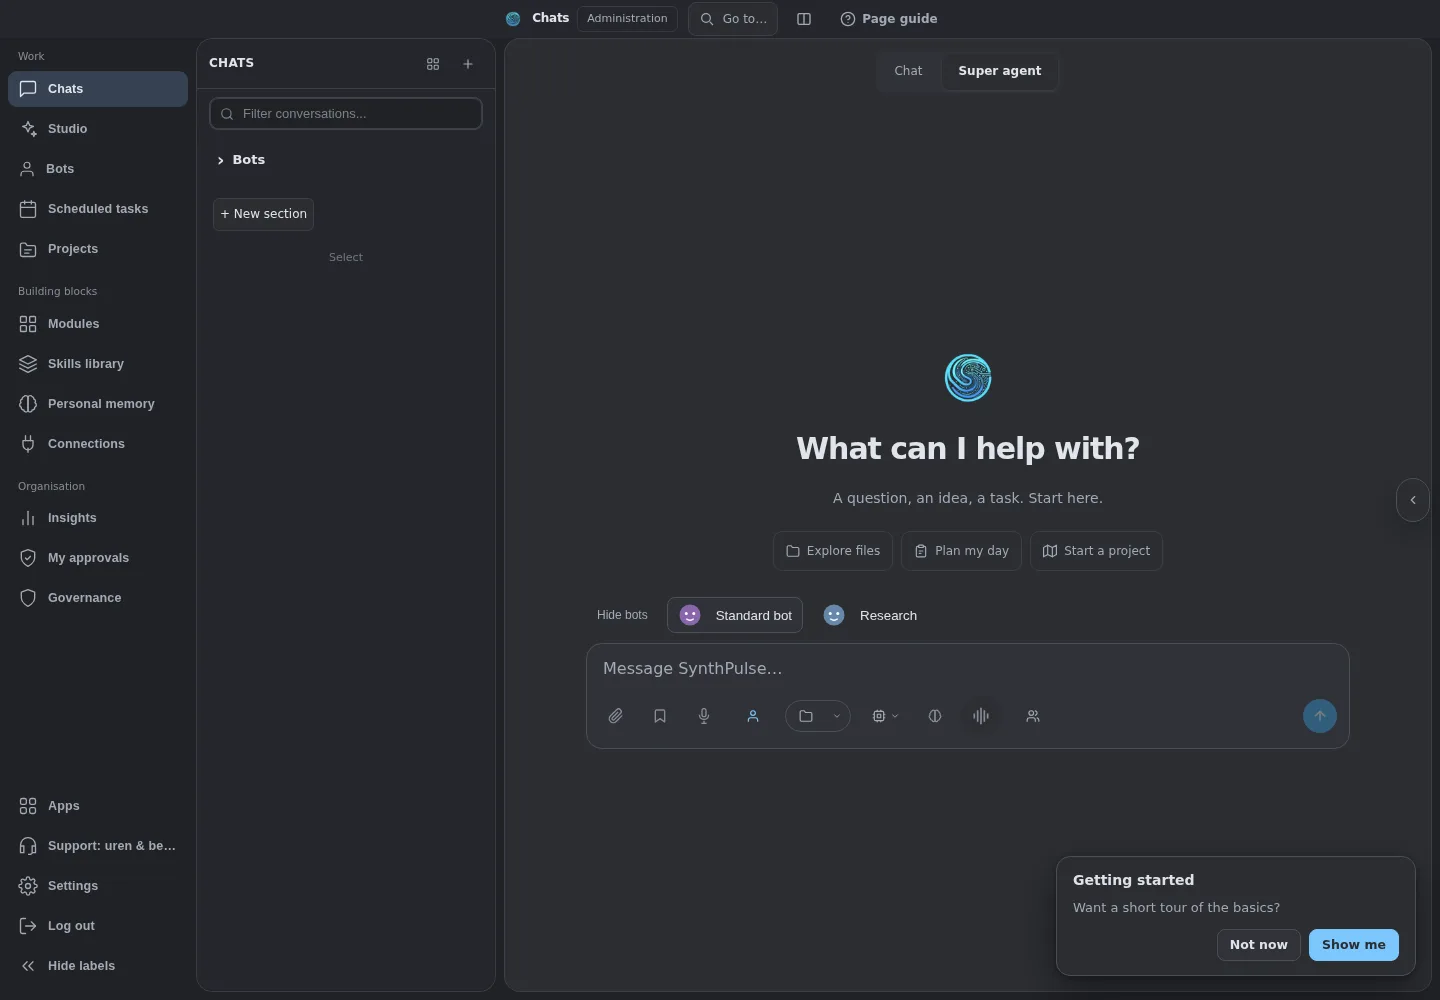 Chats
Administration
Go to...
Page guide
Work
Chats
Studio
Bots
Scheduled tasks
Projects
Building blocks
Modules
Skills library
Personal memory
Connections
Organisation
Insights
My approvals
Governance
Apps
Support: uren & be...
Settings
Log out
Hide labels
CHATS
Filter conversations...
Bots
+ New section
Select
Chat
Super agent
What can I help with?
A question, an idea, a task. Start here.
Explore files
Plan my day
Start a project
Hide bots
Standard bot
Research
Message SynthPulse...
Getting started
Want a short tour of the basics?
Not now
Show me